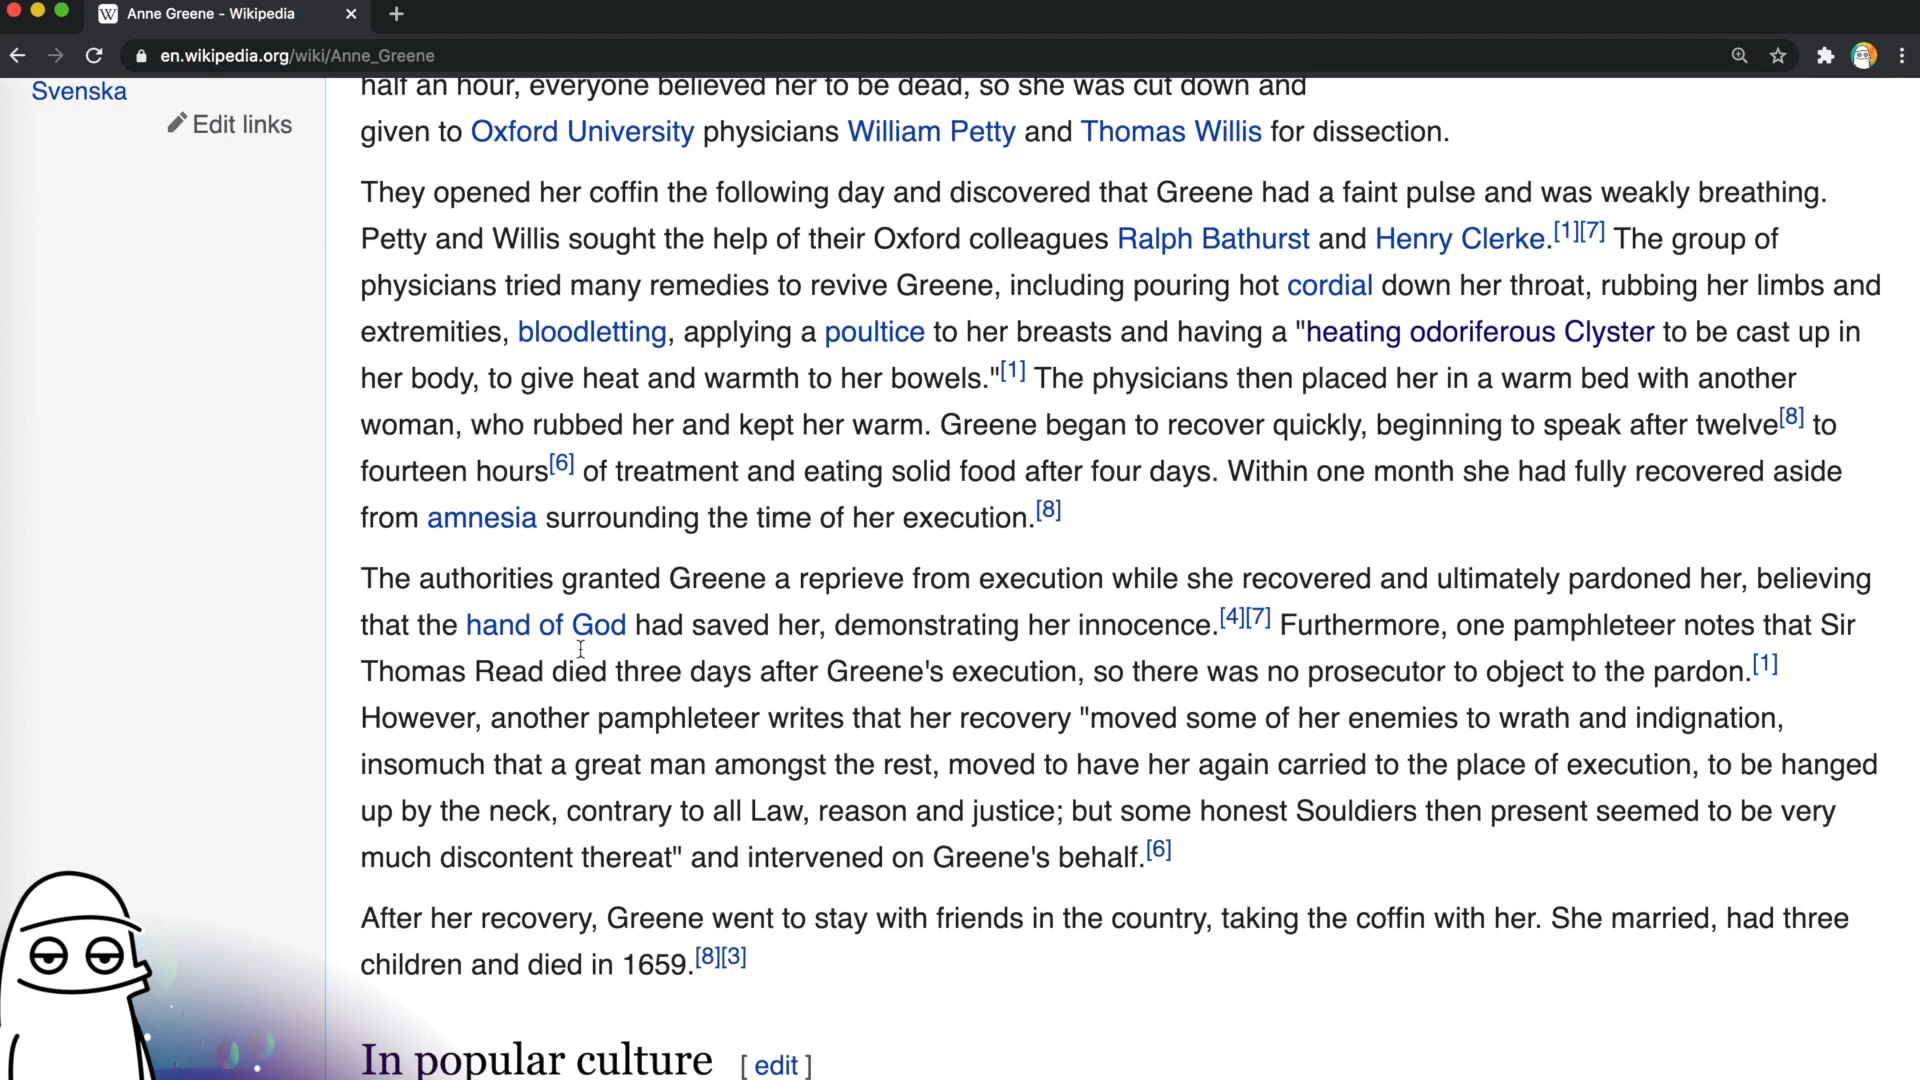 Anne Greene - Wikipedia
en.wikipedia.org/wiki/Anne_Greene
Svenska
Edit links
half an hour, everyone believed her to be dead, so she was cut down and
given to Oxford University physicians William Petty and Thomas Willis for dissection.
They opened her coffin the following day and discovered that Greene had a faint pulse and was weakly breathing.
Petty and Willis sought the help of their Oxford colleagues Ralph Bathurst and Henry Clerke.[1][7] The group of
physicians tried many remedies to revive Greene, including pouring hot cordial down her throat, rubbing her limbs and
extremities, bloodletting, applying a poultice to her breasts and having a "heating odoriferous Clyster to be cast up in
her body, to give heat and warmth to her bowels."[1] The physicians then placed her in a warm bed with another
woman, who rubbed her and kept her warm. Greene began to recover quickly, beginning to speak after twelve[8] to
fourteen hours[6] of treatment and eating solid food after four days. Within one month she had fully recovered aside
from amnesia surrounding the time of her execution.[8]
The authorities granted Greene a reprieve from execution while she recovered and ultimately pardoned her, believing
that the hand of God had saved her, demonstrating her innocence.[4][7] Furthermore, one pamphleteer notes that Sir
Thomas Read died three days after Greene's execution, so there was no prosecutor to object to the pardon.[1]
However, another pamphleteer writes that her recovery "moved some of her enemies to wrath and indignation,
insomuch that a great man amongst the rest, moved to have her again carried to the place of execution, to be hanged
up by the neck, contrary to all Law, reason and justice; but some honest Souldiers then present seemed to be very
much discontent thereat" and intervened on Greene's behalf.[6]
After her recovery, Greene went to stay with friends in the country, taking the coffin with her. She married, had three
children and died in 1659.[8][3]
In popular culture [ edit ]